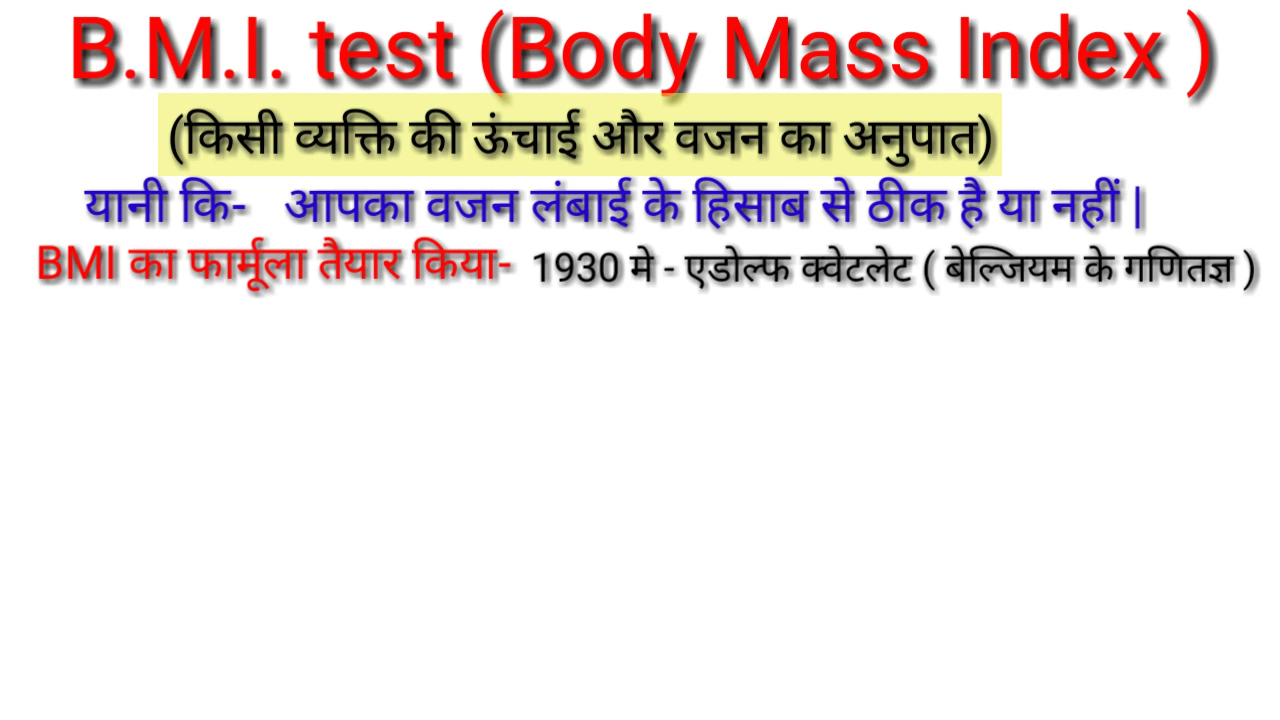 B.M.I. test (Body Mass Index )
(किसी व्यक्ति की ऊंचाई और वजन का अनुपात)
यानी कि- आपका वजन लंबाई के हिसाब से ठीक है या नहीं|
BMI का फार्मूला तैयार किया- 1930 मे - एडोल्फ क्वेटलेट ( बेल्जियम के गणितज्ञ )